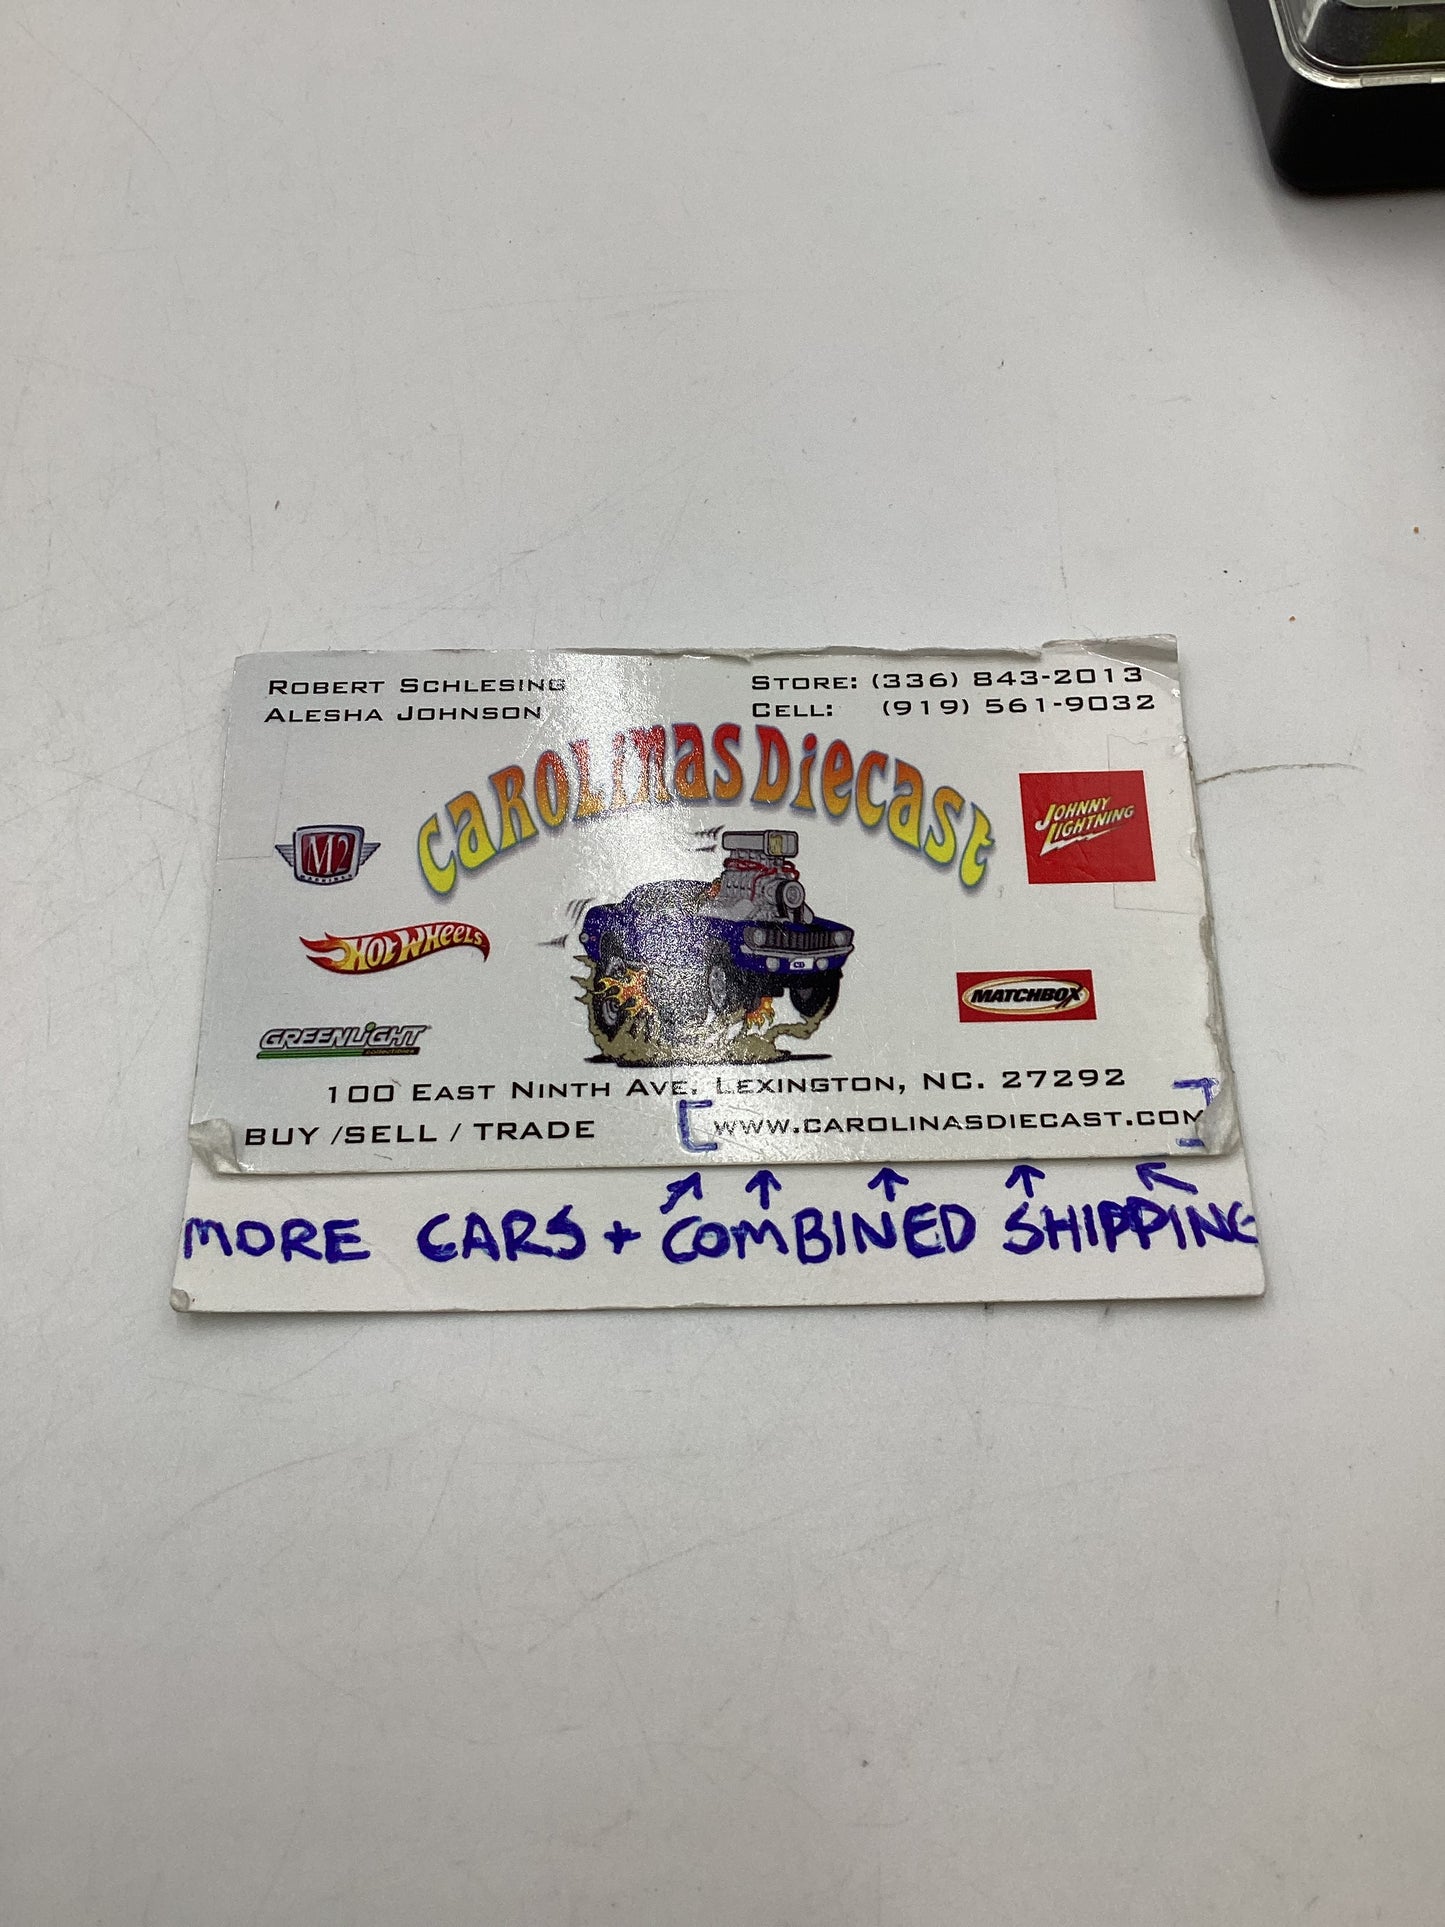 ROBERT SCHLESING
ALESHA JOHNSON
STORE: (336) 843-2013
CELL: (919) 561-9032
CAROLINAS DIECAST
JOHNNY
LIGHTNING
M2
MACHINES
HOT WHEELS
MATCHBOX
GREENLIGHT
collectibles
100 EAST NINTH AVE. LEXINGTON, NC. 27292
BUY /SELL / TRADE
WWW.CAROLINASDIECAST.COM
MORE CARS + COMBINED SHIPPING